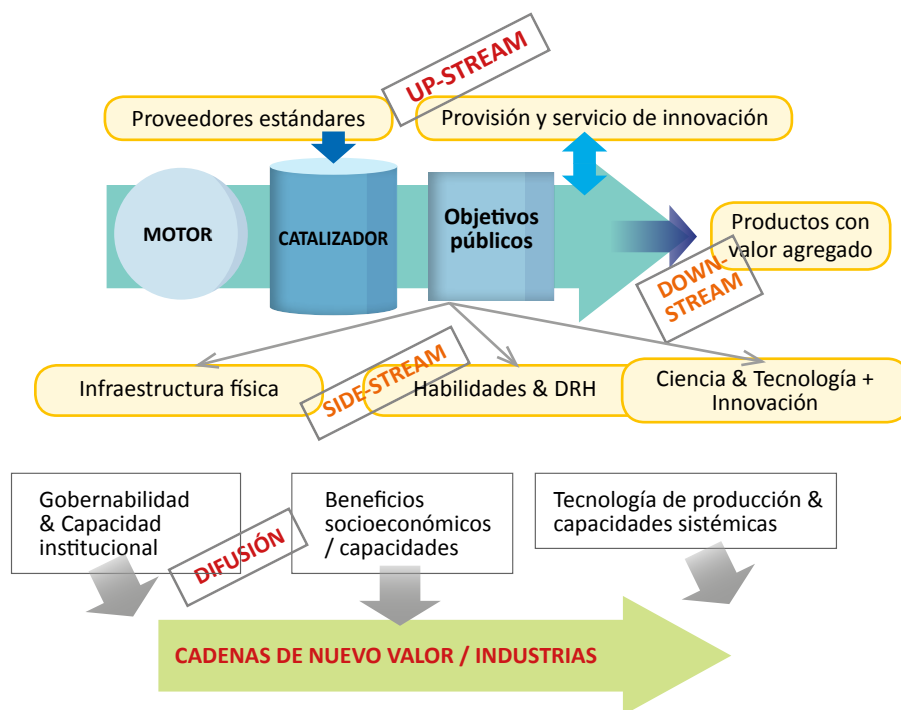 UP-STREAM
Proveedores estándares
Provisión y servicio de innovación
MOTOR
CATALIZADOR
Objetivos
públicos
Productos con
valor agregado
DOWN-
STREAM
Infraestructura física
SIDE-STREAM
Habilidades & DRH
Ciencia & Tecnología +
Innovación
Gobernabilidad
& Capacidad
institucional
DIFUSIÓN
Beneficios
socioeconómicos
/ capacidades
Tecnología de producción &
capacidades sistémicas
CADENAS DE NUEVO VALOR / INDUSTRIAS